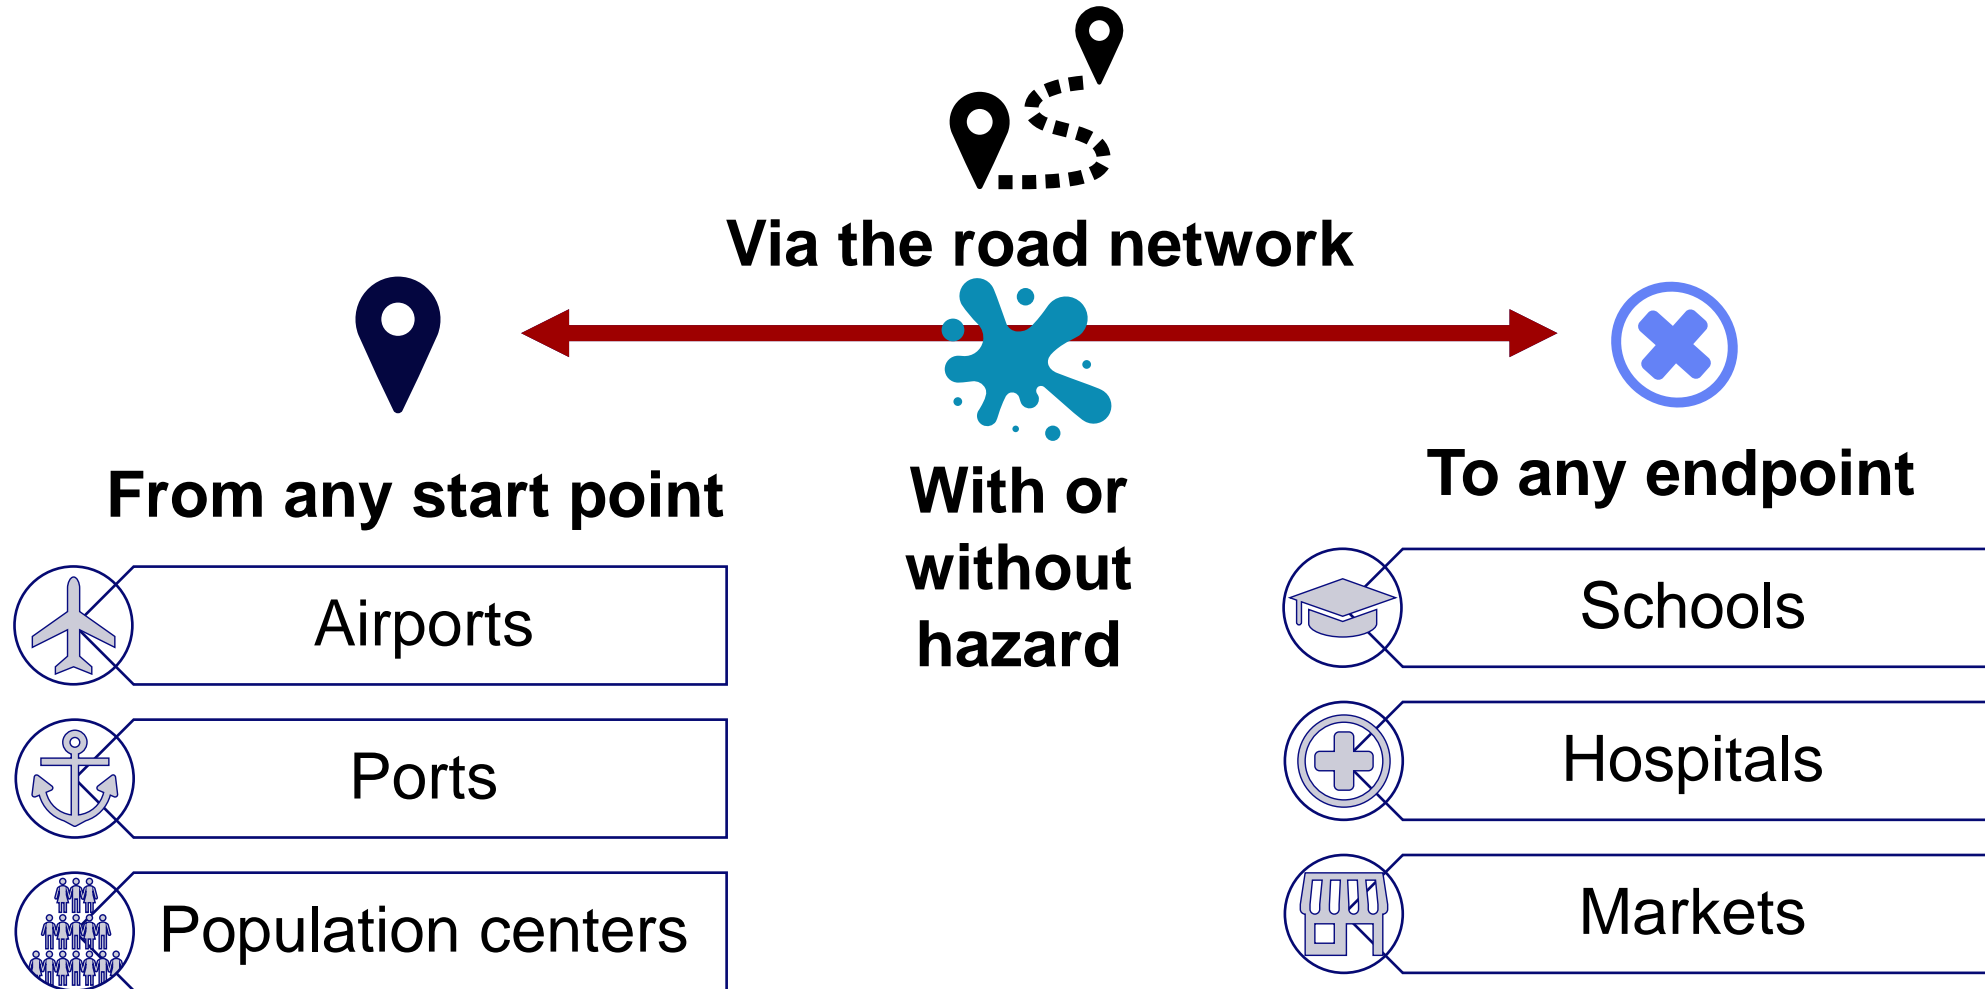 Via the road network
From any start point
Airports
Ports
Population centers
With or
without
hazard
To any endpoint
Schools
Hospitals
Markets